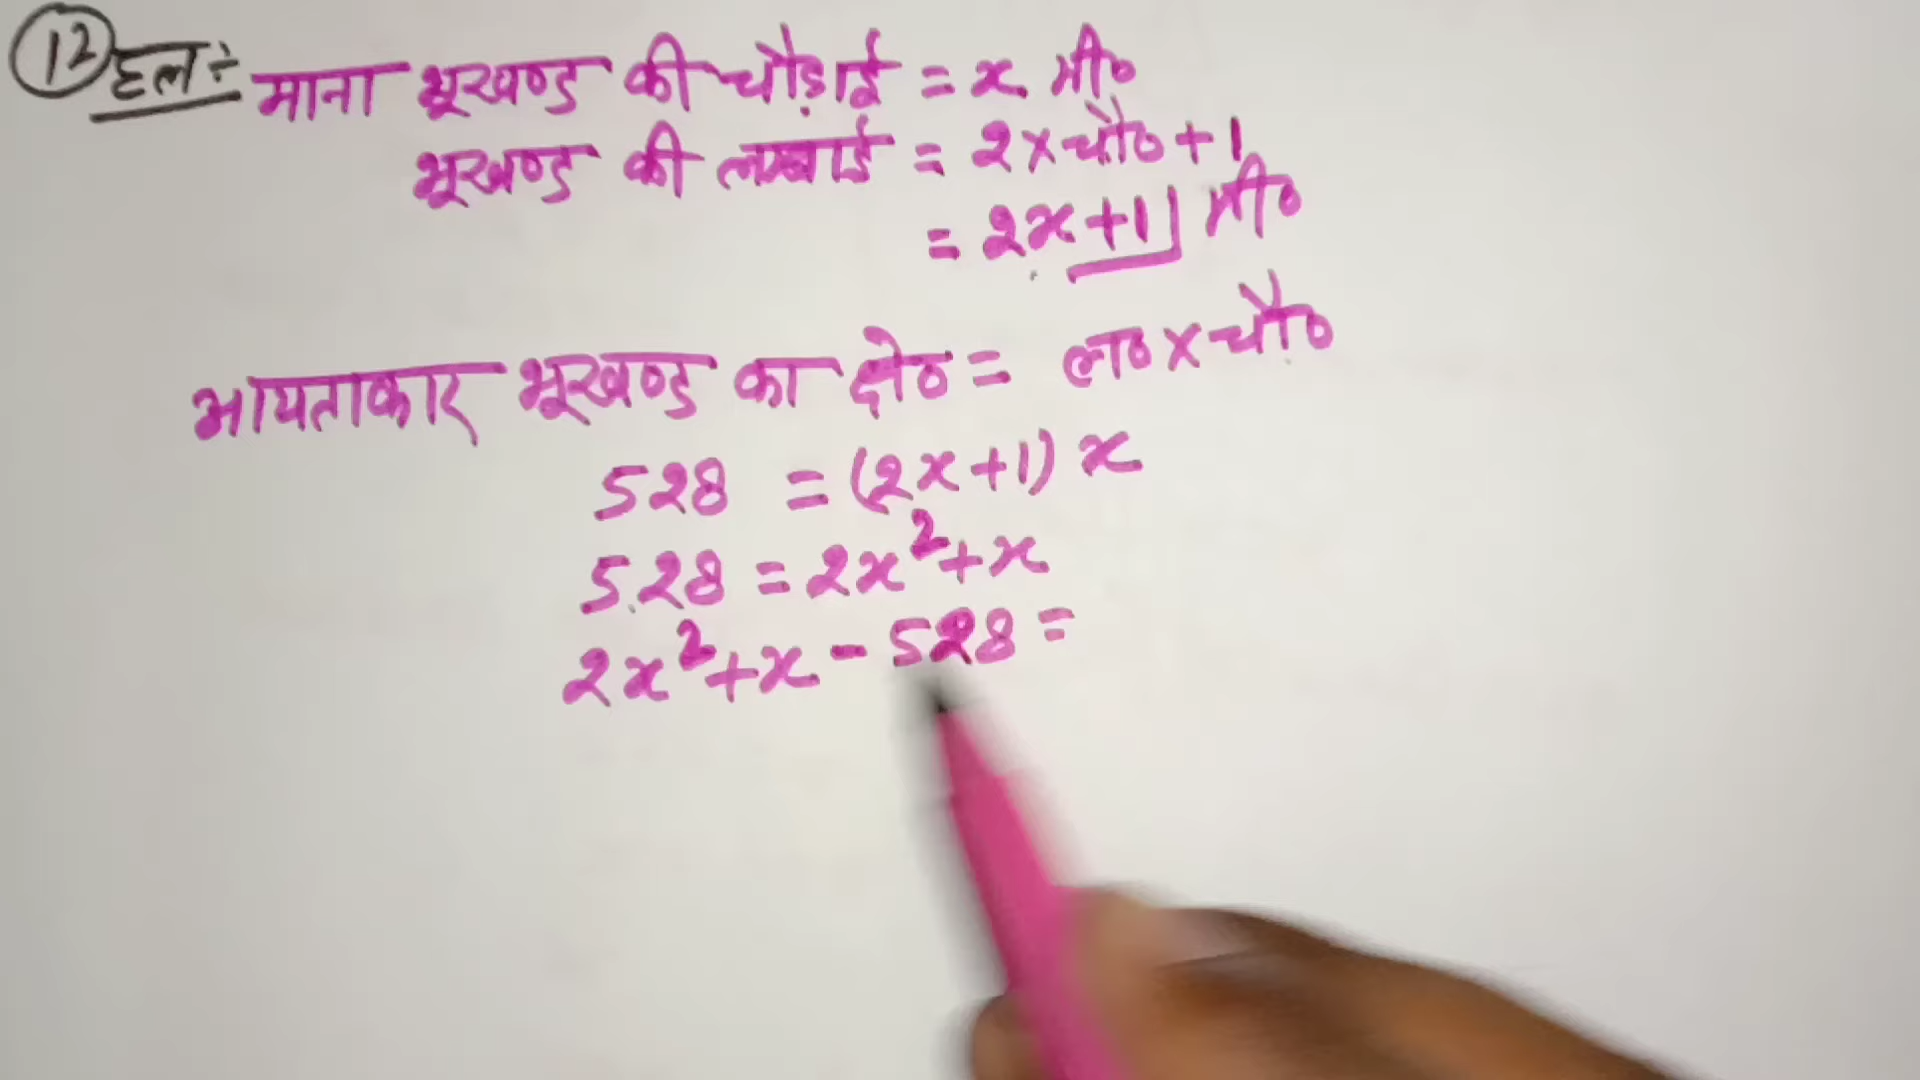 12 हल ÷ माना भूखण्ड की चौड़ाई = x मी०
भूखण्ड की लम्बाई = 2×चौ०+1
= 2x+1 मी०
आयताकार भूखण्ड का क्षे० = ल०×चौ०
528 = (2x+1) x
528 = 2x²+x
2x²+x - 528 =